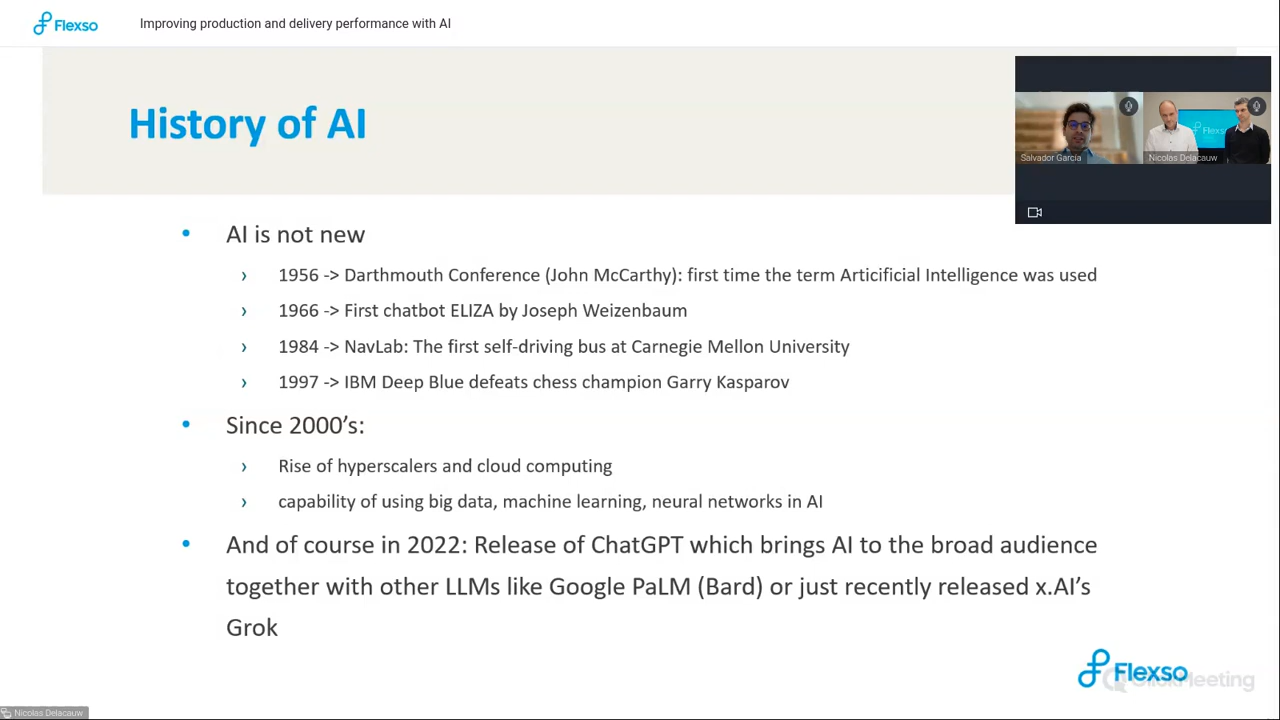 Flexso
Improving production and delivery performance with AI
History of AI
Salvador García
Nicolas Delacauw
Flexso
• AI is not new
› 1956 -> Darthmouth Conference (John McCarthy): first time the term Articificial Intelligence was used
› 1966 -> First chatbot ELIZA by Joseph Weizenbaum
› 1984 -> NavLab: The first self-driving bus at Carnegie Mellon University
› 1997 -> IBM Deep Blue defeats chess champion Garry Kasparov
• Since 2000’s:
› Rise of hyperscalers and cloud computing
› capability of using big data, machine learning, neural networks in AI
• And of course in 2022: Release of ChatGPT which brings AI to the broad audience
together with other LLMs like Google PaLM (Bard) or just recently released x.AI’s
Grok
Flexso
ClickMeeting
Nicolas Delacauw